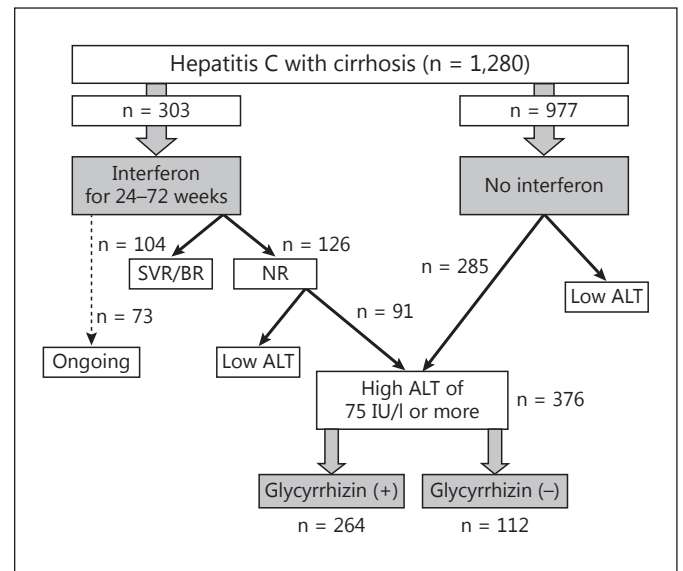 Hepatitis C with cirrhosis (n = 1,280)
n = 303
n = 977
Interferon
for 24–72 weeks
No interferon
n = 104
n = 126
SVR/BR
NR
n = 285
Low ALT
n = 73
n = 91
Ongoing
Low ALT
High ALT of
75 IU/l or more
n = 376
Glycyrrhizin (+)
Glycyrrhizin (–)
n = 264
n = 112